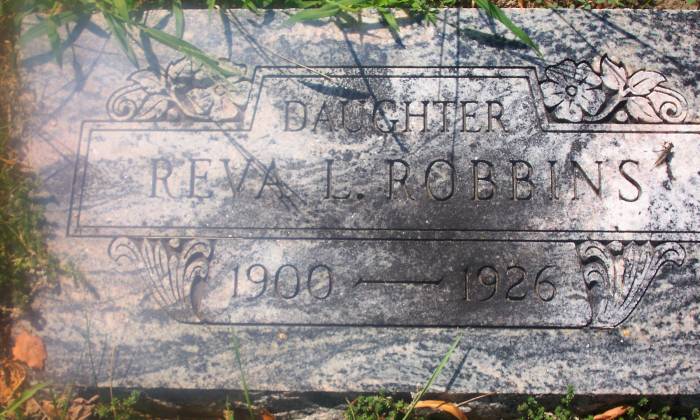 DAUGHTER
REVA L. ROBBINS
1900 — 1926